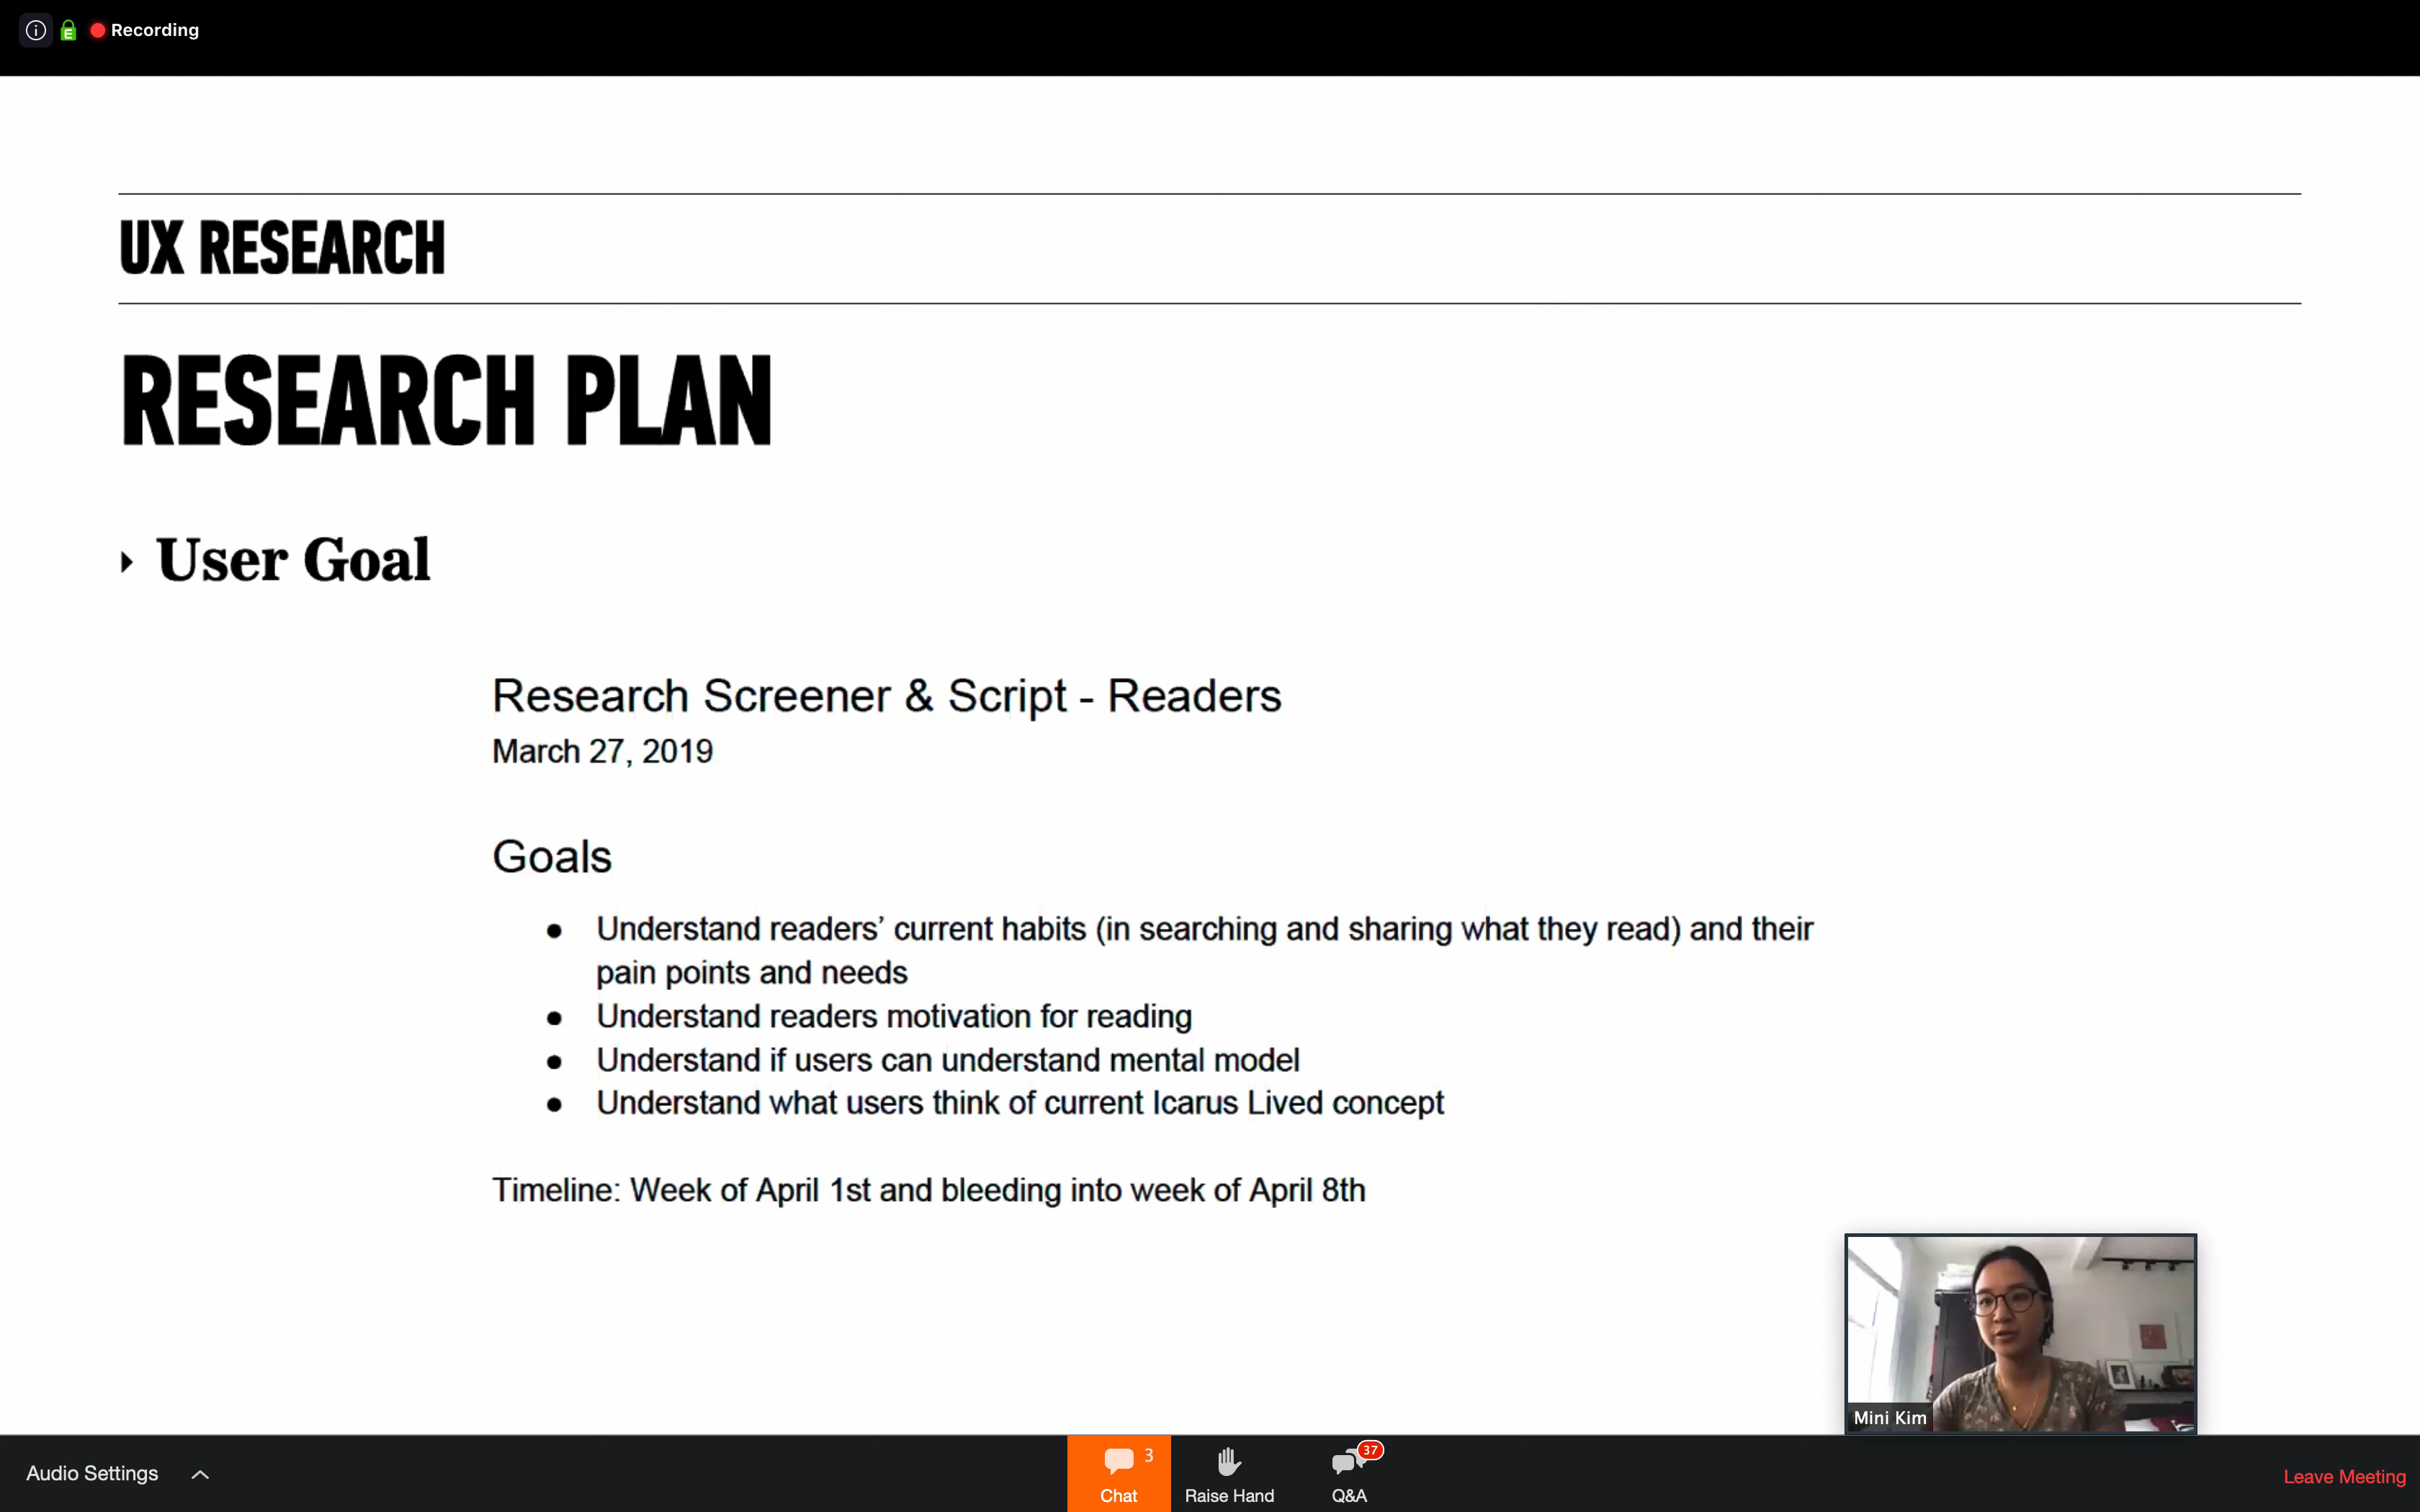 Recording
UX RESEARCH
RESEARCH PLAN
User Goal
Research Screener & Script - Readers
March 27, 2019
Goals
● Understand readers’ current habits (in searching and sharing what they read) and their
pain points and needs
● Understand readers motivation for reading
● Understand if users can understand mental model
● Understand what users think of current Icarus Lived concept
Timeline: Week of April 1st and bleeding into week of April 8th
Mini Kim
Audio Settings
3
Chat
Raise Hand
37
Q&A
Leave Meeting